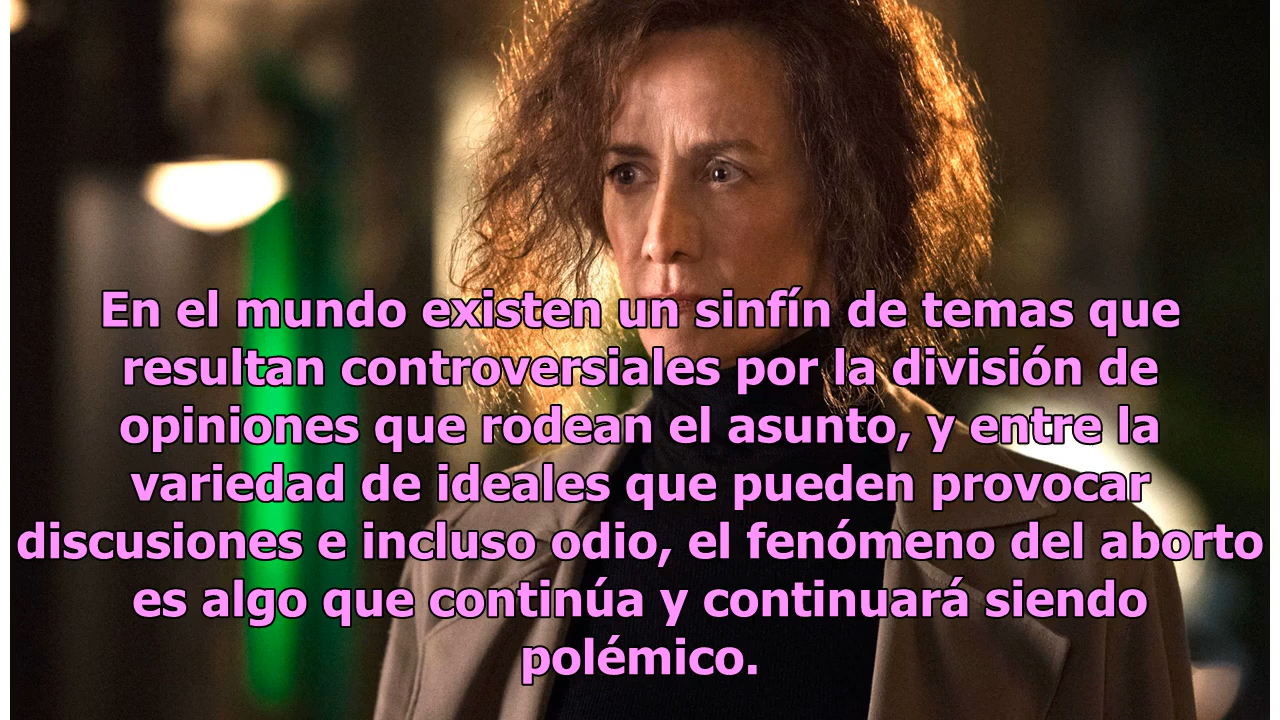 En el mundo existen un sinfín de temas que
resultan controversiales por la división de
opiniones que rodean el asunto, y entre la
variedad de ideales que pueden provocar
discusiones e incluso odio, el fenómeno del aborto
es algo que continúa y continuará siendo
polémico.